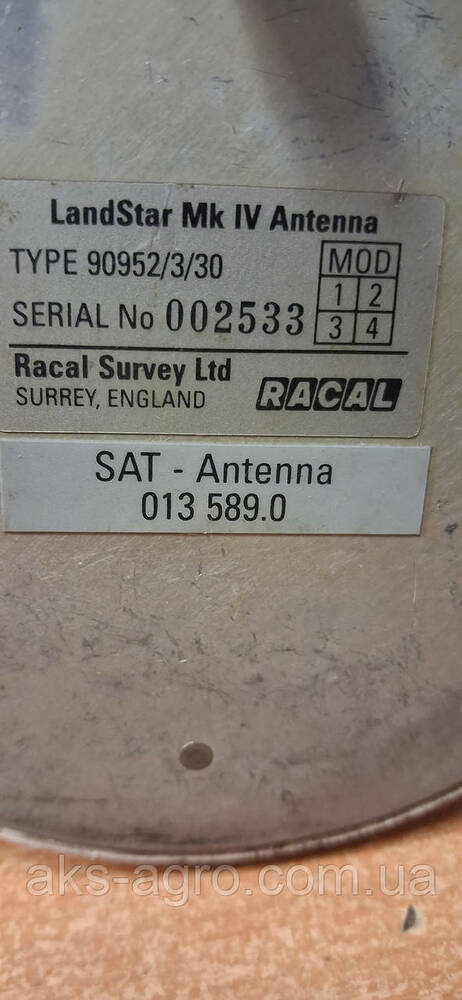 LandStar Mk IV Antenna
TYPE 90952/3/30
MOD
1 2
3 4
SERIAL No 002533
Racal Survey Ltd
SURREY, ENGLAND
RACAL
SAT - Antenna
013 589.0
aks-agro.com.ua